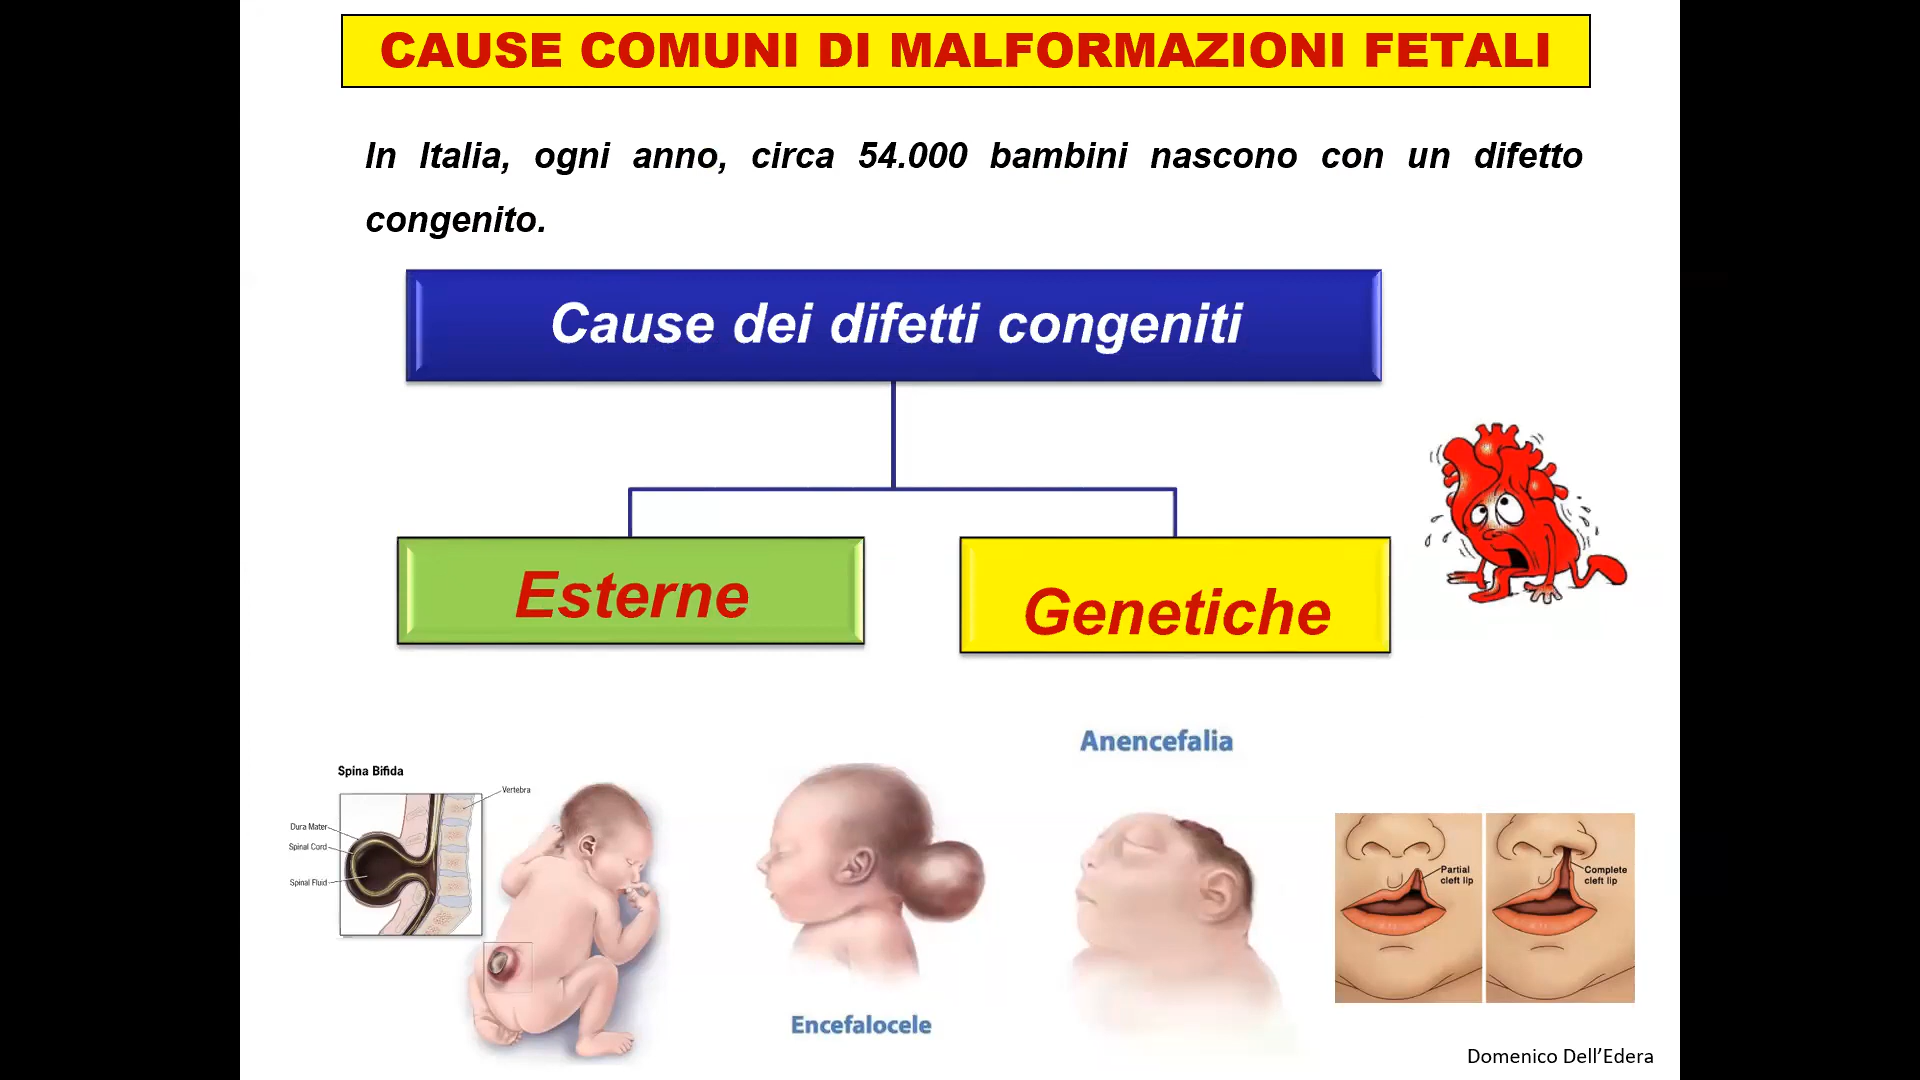 CAUSE COMUNI DI MALFORMAZIONI FETALI
In Italia, ogni anno, circa 54.000 bambini nascono con un difetto
congenito.
Cause dei difetti congeniti
Esterne
Genetiche
Spina Bifida
Vertebra
Dura Mater
Spinal Cord
Spinal Fluid
Encefalocele
Anencefalia
Partial
cleft lip
Complete
cleft lip
Domenico Dell'Edera